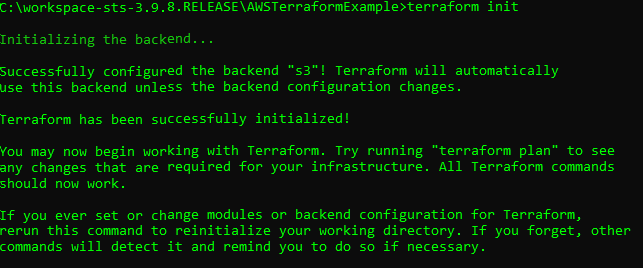 C:\workspace-sts-3.9.8.RELEASE\AWSTerraformExample>terraform init
Initializing the backend...
Successfully configured the backend "s3"! Terraform will automatically
use this backend unless the backend configuration changes.
Terraform has been successfully initialized!
You may now begin working with Terraform. Try running "terraform plan" to see
any changes that are required for your infrastructure. All Terraform commands
should now work.
If you ever set or change modules or backend configuration for Terraform,
rerun this command to reinitialize your working directory. If you forget, other
commands will detect it and remind you to do so if necessary.